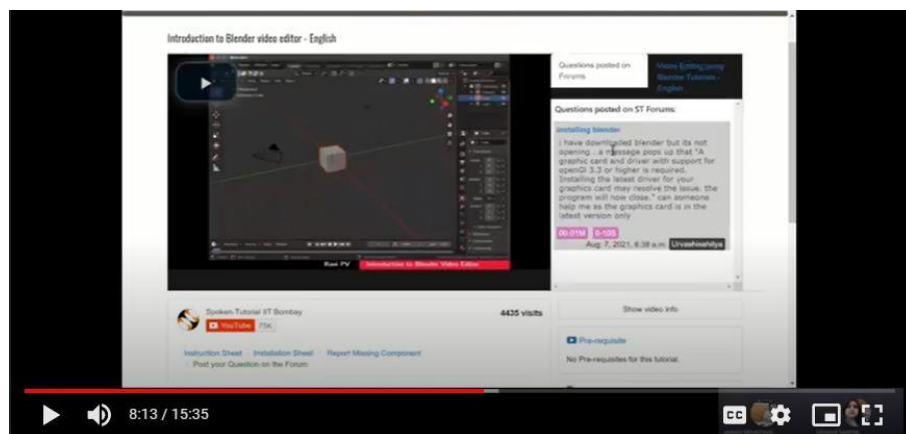 Introduction to Blender video editor - English
Questions posted on
Forums
Video Editing using
Blender Tutorials -
English
Questions posted on ST Forums:
installing blender
i have downloaded blender but its not
opening . a message pops up that "A
graphic card and driver with support for
openGl 3.3 or higher is required.
Installing the latest driver for your
graphics card may resolve the issue. the
program will now close." can someone
help me as the graphics card is in the
latest version only
00:01M 0-10S
Aug. 7, 2021, 6:38 a.m.
Ravi PV Introduction to Blender Video Editor
Spoken-Tutorial IIT Bombay
YouTube 75K
4435 visits
Show video info
Instruction Sheet Installation Sheet Report Missing Component
Post your Question on the Forum
Pre-requisite
No Pre-requisites for this tutorial.
8:13 / 15:35
CC